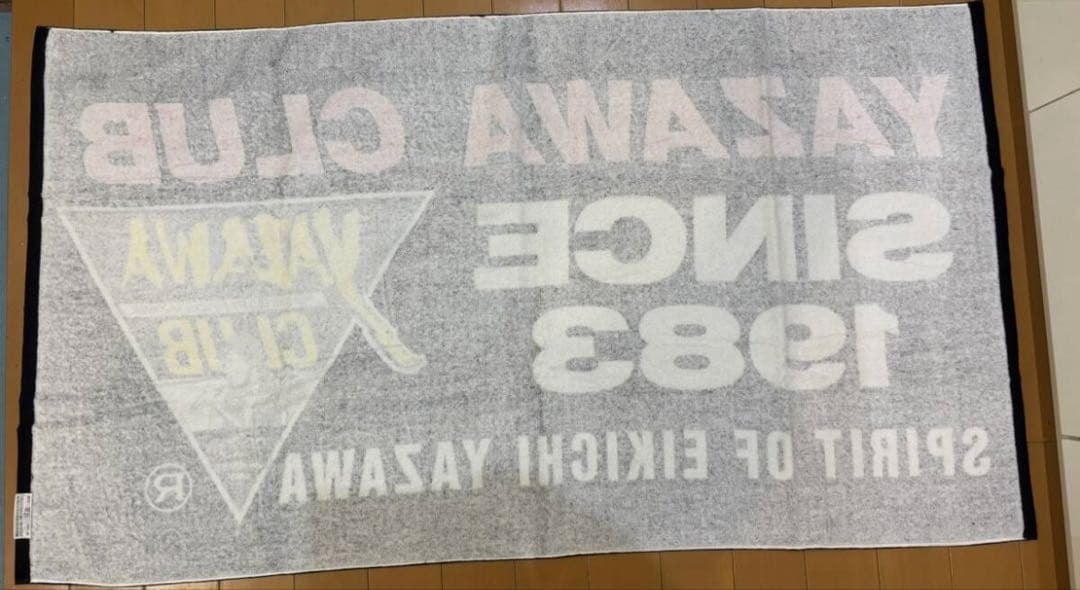 YAZAWA CLUB
SINCE
1983
SPIRIT OF EIKICHI YAZAWA
YAZAWA
CLUB
®